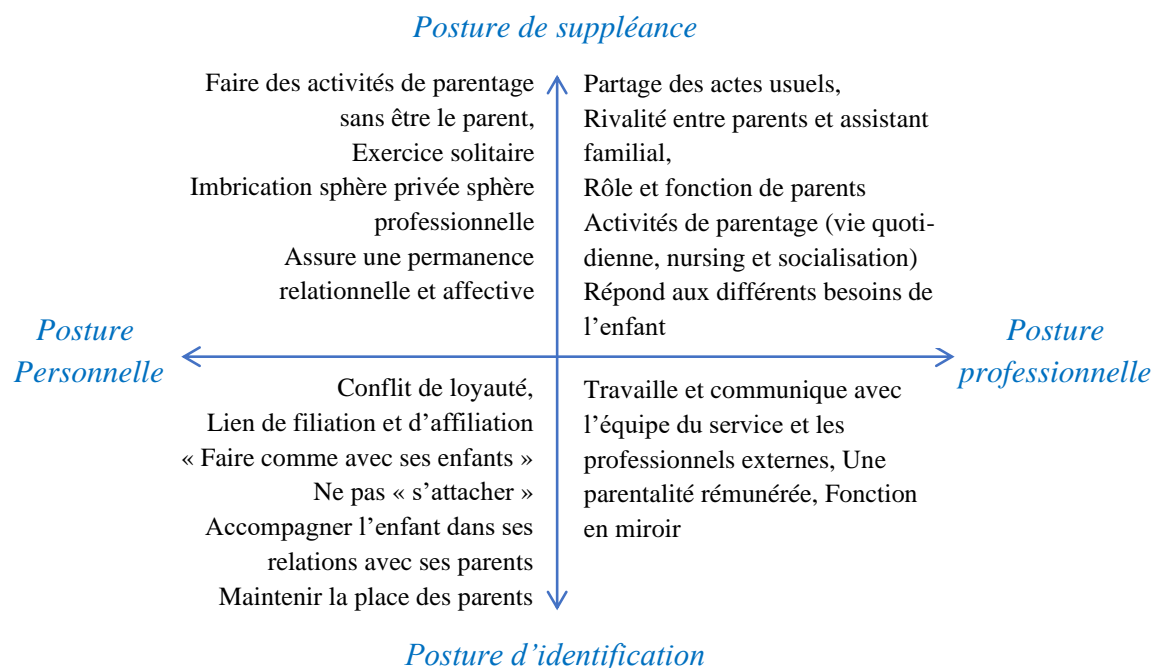 Posture de suppléance
Faire des activités de parentage
sans être le parent,
Exercice solitaire
Imbrication sphère privée sphère
professionnelle
Assure une permanence
relationnelle et affective
Partage des actes usuels,
Rivalité entre parents et assistant
familial,
Rôle et fonction de parents
Activités de parentage (vie quoti-
dienne, nursing et socialisation)
Répond aux différents besoins de
l’enfant
Posture
Personnelle
Posture
professionnelle
Conflit de loyauté,
Lien de filiation et d’affiliation
« Faire comme avec ses enfants »
Ne pas « s’attacher »
Accompagner l’enfant dans ses
relations avec ses parents
Maintenir la place des parents
Travaille et communique avec
l’équipe du service et les
professionnels externes, Une
parentalité rémunérée, Fonction
en miroir
Posture d’identification